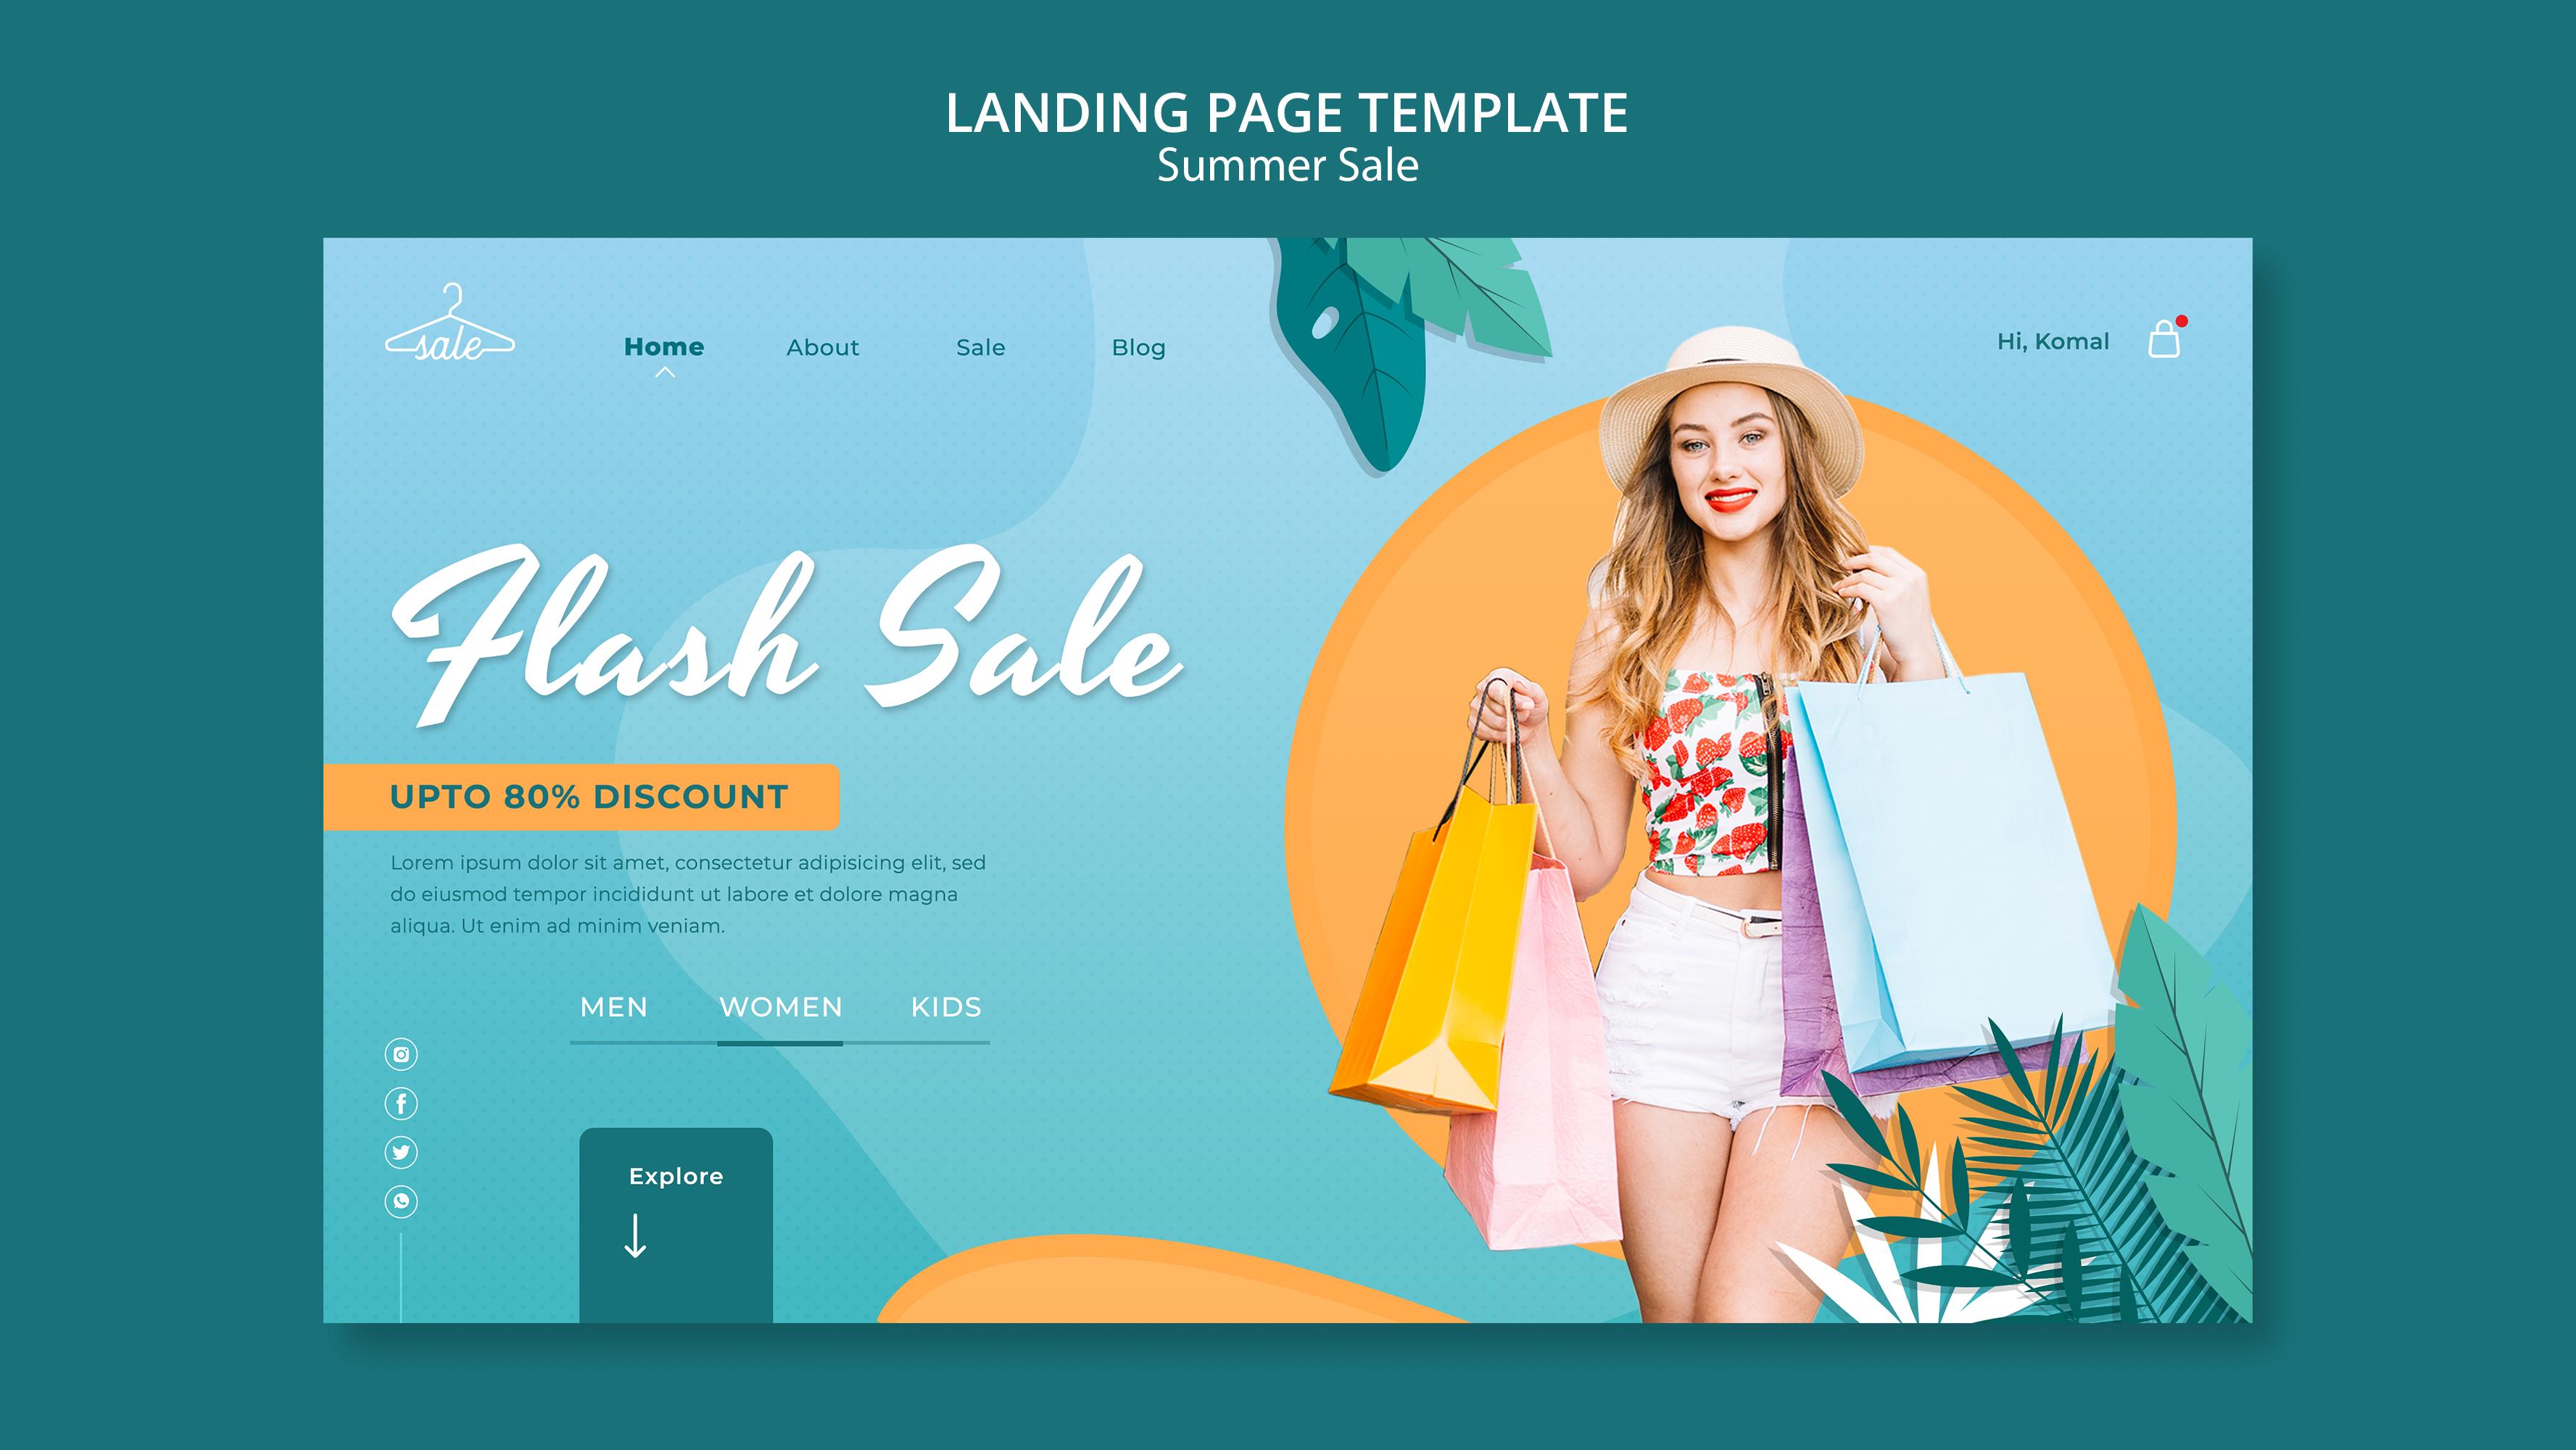 LANDING PAGE TEMPLATE
Summer Sale
sale
Home About Sale Blog
Hi, Komal
Flash Sale
UPTO 80% DISCOUNT
Lorem ipsum dolor sit amet, consectetur adipisicing elit, sed
do eiusmod tempor incididunt ut labore et dolore magna
aliqua. Ut enim ad minim veniam.
MEN WOMEN KIDS
Explore